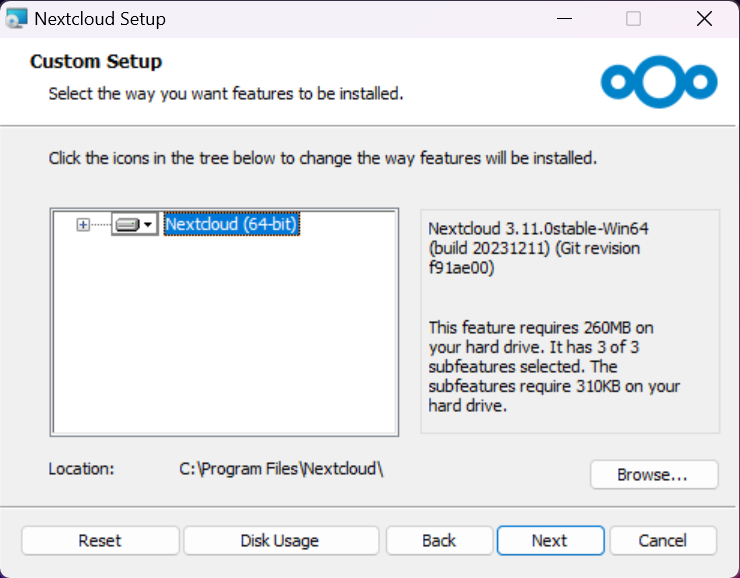 Nextcloud Setup
Custom Setup
Select the way you want features to be installed.
Click the icons in the tree below to change the way features will be installed.
Nextcloud (64-bit)
Nextcloud 3.11.0stable-Win64
(build 20231211) (Git revision
f91ae00)
This feature requires 260MB on
your hard drive. It has 3 of 3
subfeatures selected. The
subfeatures require 310KB on your
hard drive.
Location: C:\Program Files\Nextcloud\
Browse...
Reset Disk Usage Back Next Cancel